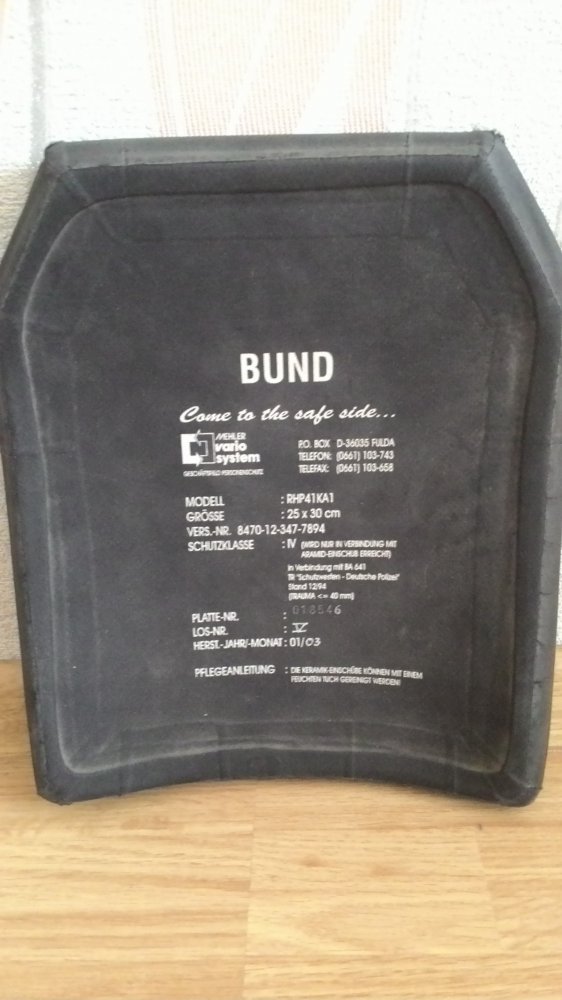 BUND
Come to the safe side...
MEHLER
vario
system
GESCHÄFTSFELD PERSONENSCHUTZ
P.O. BOX D-36035 FULDA
TELEFON: (0661) 103-743
TELEFAX: (0661) 103-658
MODELL : RHP41KA1
GRÖSSE : 25 x 30 cm
VERS.-NR. 8470-12-347-7894
SCHUTZKLASSE : IV (WIRD NUR IN VERBINDUNG MIT
ARAMID-EINSCHUB ERREICHT)
in Verbindung mit BA 641
TR "Schutzwesten - Deutsche Polizei"
Stand 12/94
(TRAUMA <= 40 mm)
PLATTE-NR. : 018546
LOS-NR. : V
HERST.-JAHR/-MONAT : 01/03
PFLEGEANLEITUNG : DIE KERAMIK-EINSCHÜBE KÖNNEN MIT EINEM
FEUCHTEN TUCH GEREINIGT WERDEN!